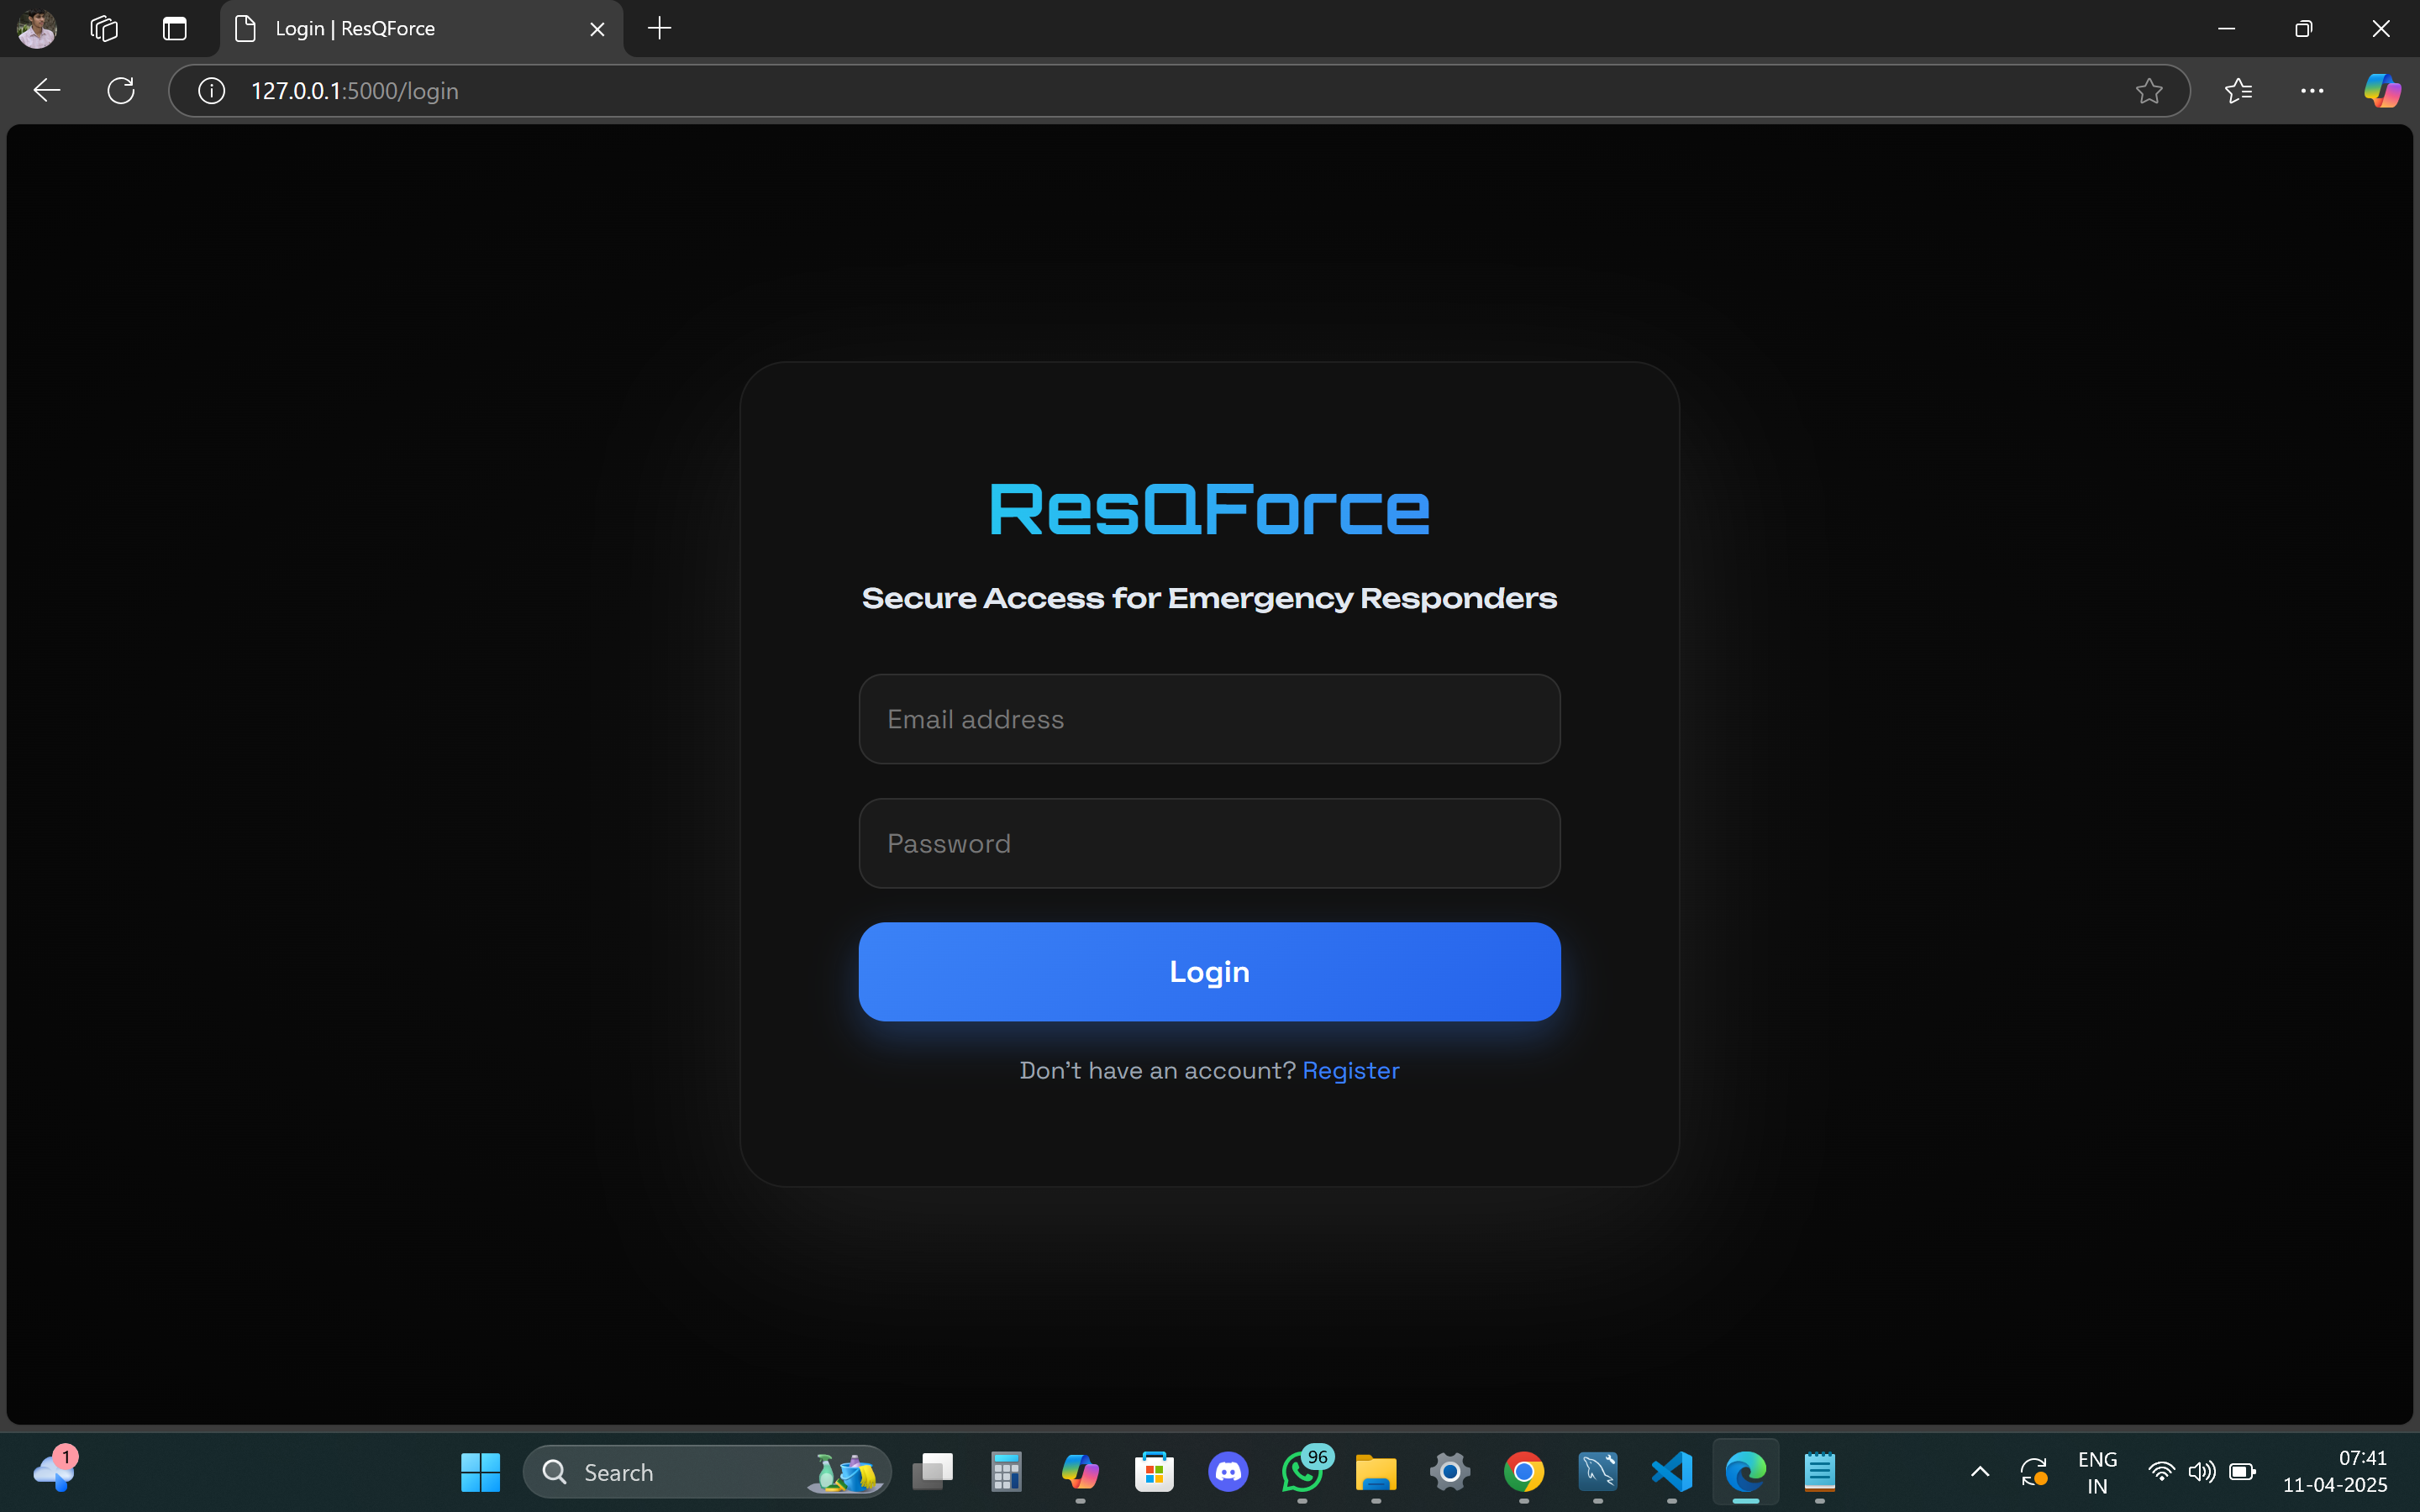 Login | ResQForce
127.0.0.1:5000/login
ResQForce
Secure Access for Emergency Responders
Email address
Password
Login
Don't have an account? Register
1
Search
96
ENG
IN
07:41
11-04-2025